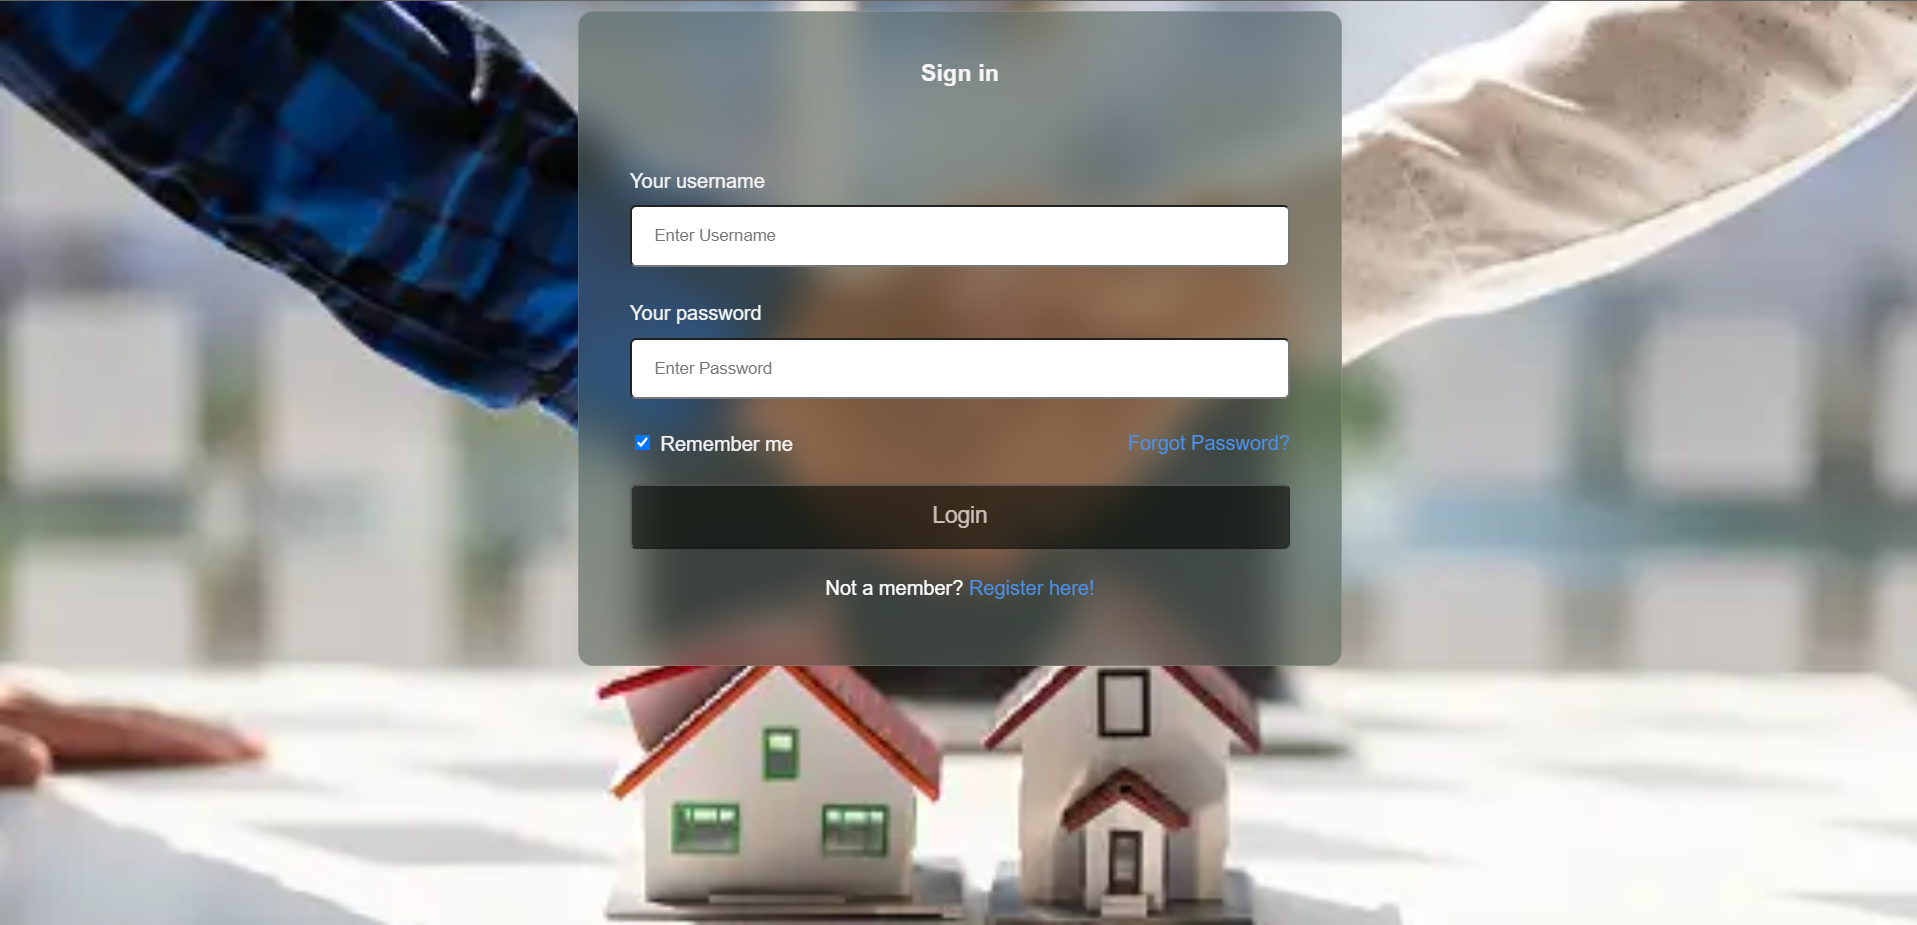 Sign in
Your username
Enter Username
Your password
Enter Password
Remember me
Forgot Password?
Login
Not a member? Register here!